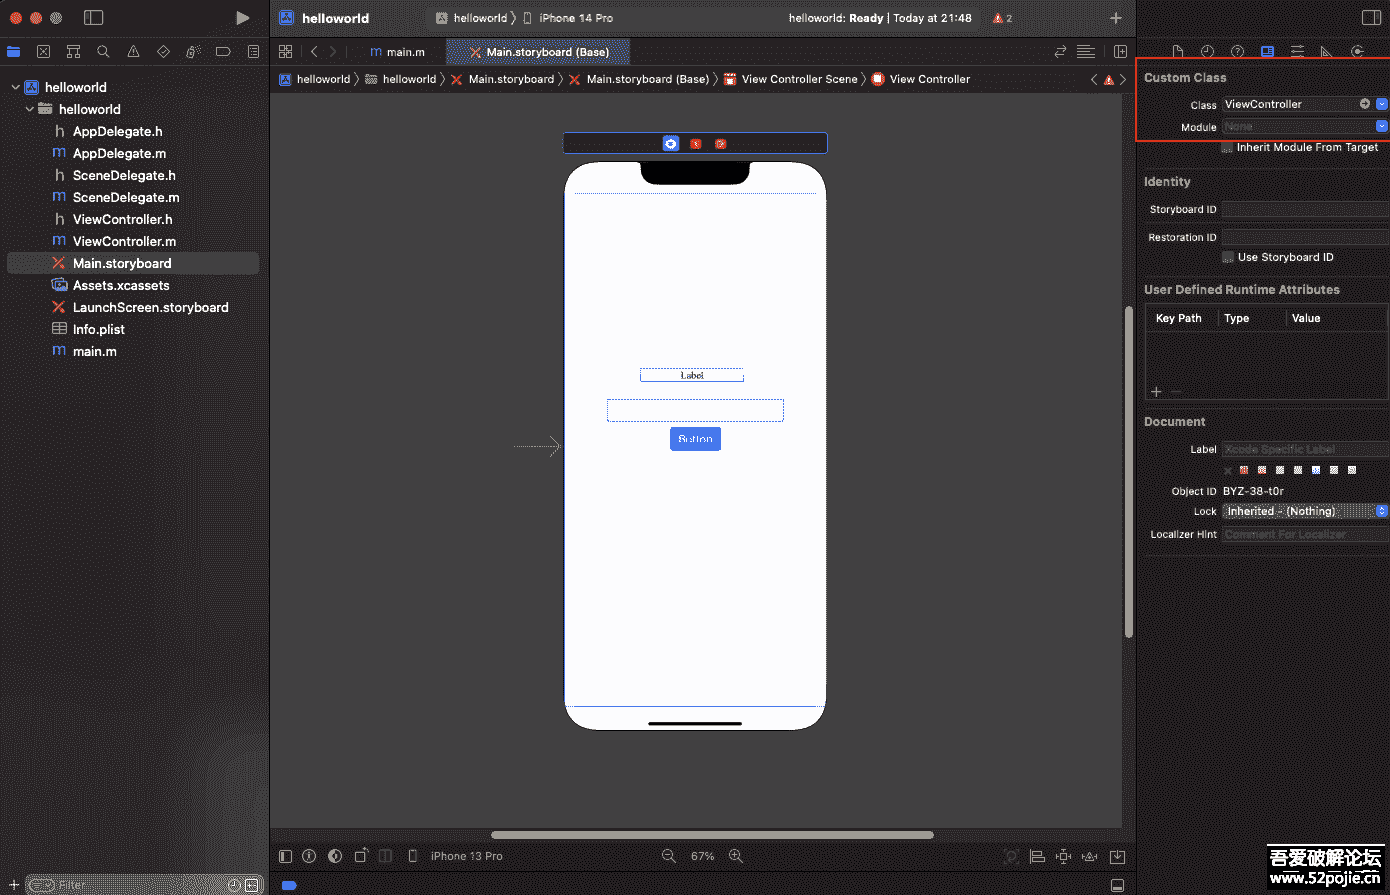 helloworld
helloworld
iPhone 14 Pro
helloworld: Ready | Today at 21:48
2
m main.m
Main.storyboard (Base)
helloworld
helloworld
Main.storyboard
Main.storyboard (Base)
View Controller Scene
View Controller
helloworld
helloworld
h AppDelegate.h
m AppDelegate.m
h SceneDelegate.h
m SceneDelegate.m
h ViewController.h
m ViewController.m
Main.storyboard
Assets.xcassets
LaunchScreen.storyboard
Info.plist
m main.m
Filter
Label
Button
iPhone 13 Pro
67%
Custom Class
Class ViewController
Module None
Inherit Module From Target
Identity
Storyboard ID
Restoration ID
Use Storyboard ID
User Defined Runtime Attributes
Key Path Type Value
Document
Label Xcode Specific Label
Object ID BYZ-38-t0r
Lock Inherited - (Nothing)
Localizer Hint Comment For Localizer
吾爱破解论坛
www.52pojie.cn